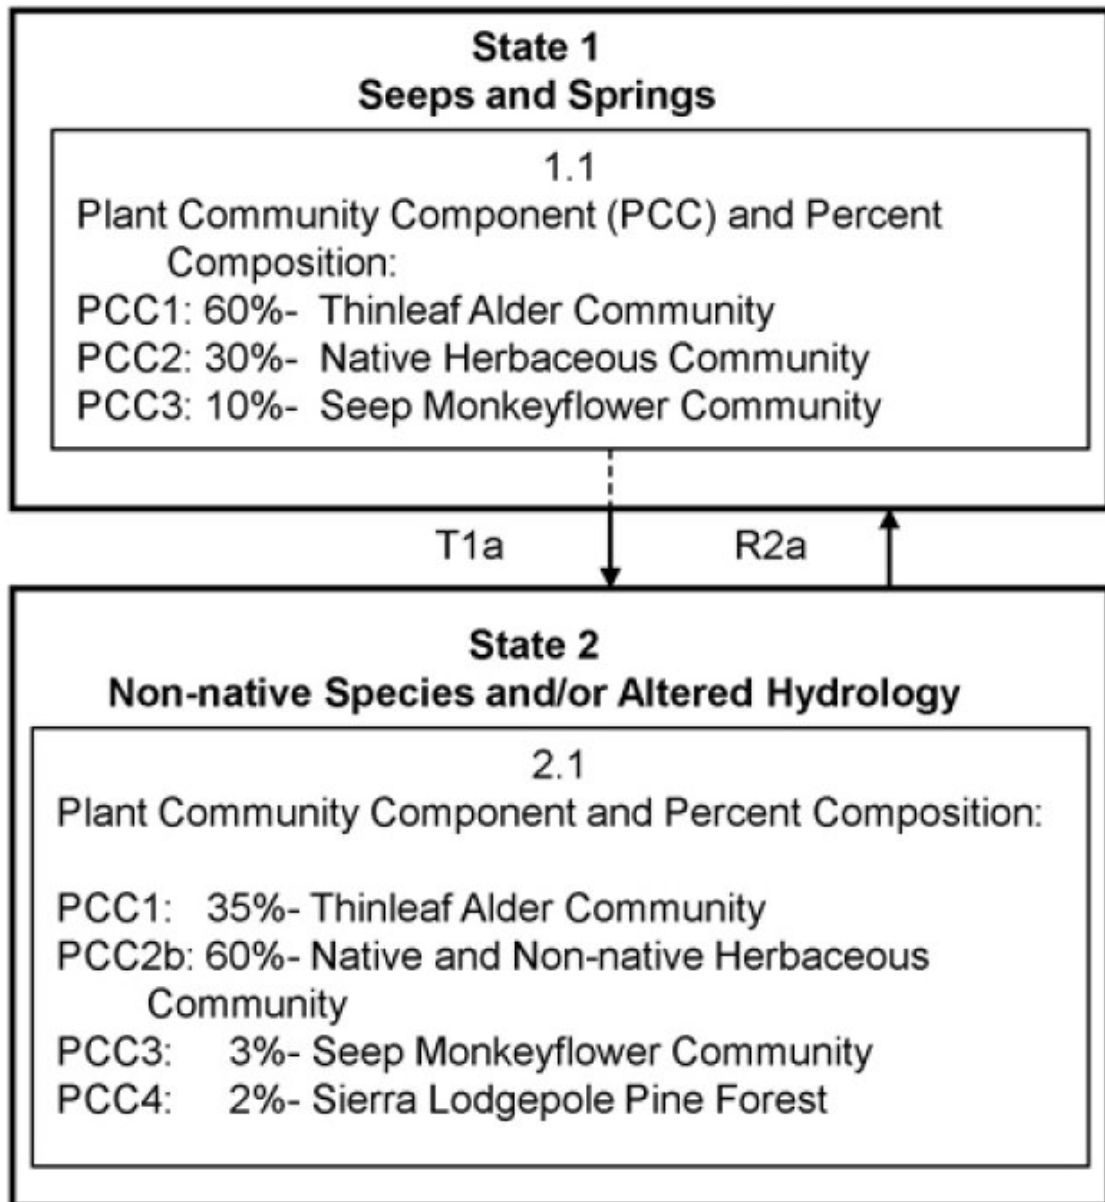 State 1
Seeps and Springs
1.1
Plant Community Component (PCC) and Percent
Composition:
PCC1: 60%- Thinleaf Alder Community
PCC2: 30%- Native Herbaceous Community
PCC3: 10%- Seep Monkeyflower Community
T1a R2a
State 2
Non-native Species and/or Altered Hydrology
2.1
Plant Community Component and Percent Composition:
PCC1: 35%- Thinleaf Alder Community
PCC2b: 60%- Native and Non-native Herbaceous
Community
PCC3: 3%- Seep Monkeyflower Community
PCC4: 2%- Sierra Lodgepole Pine Forest